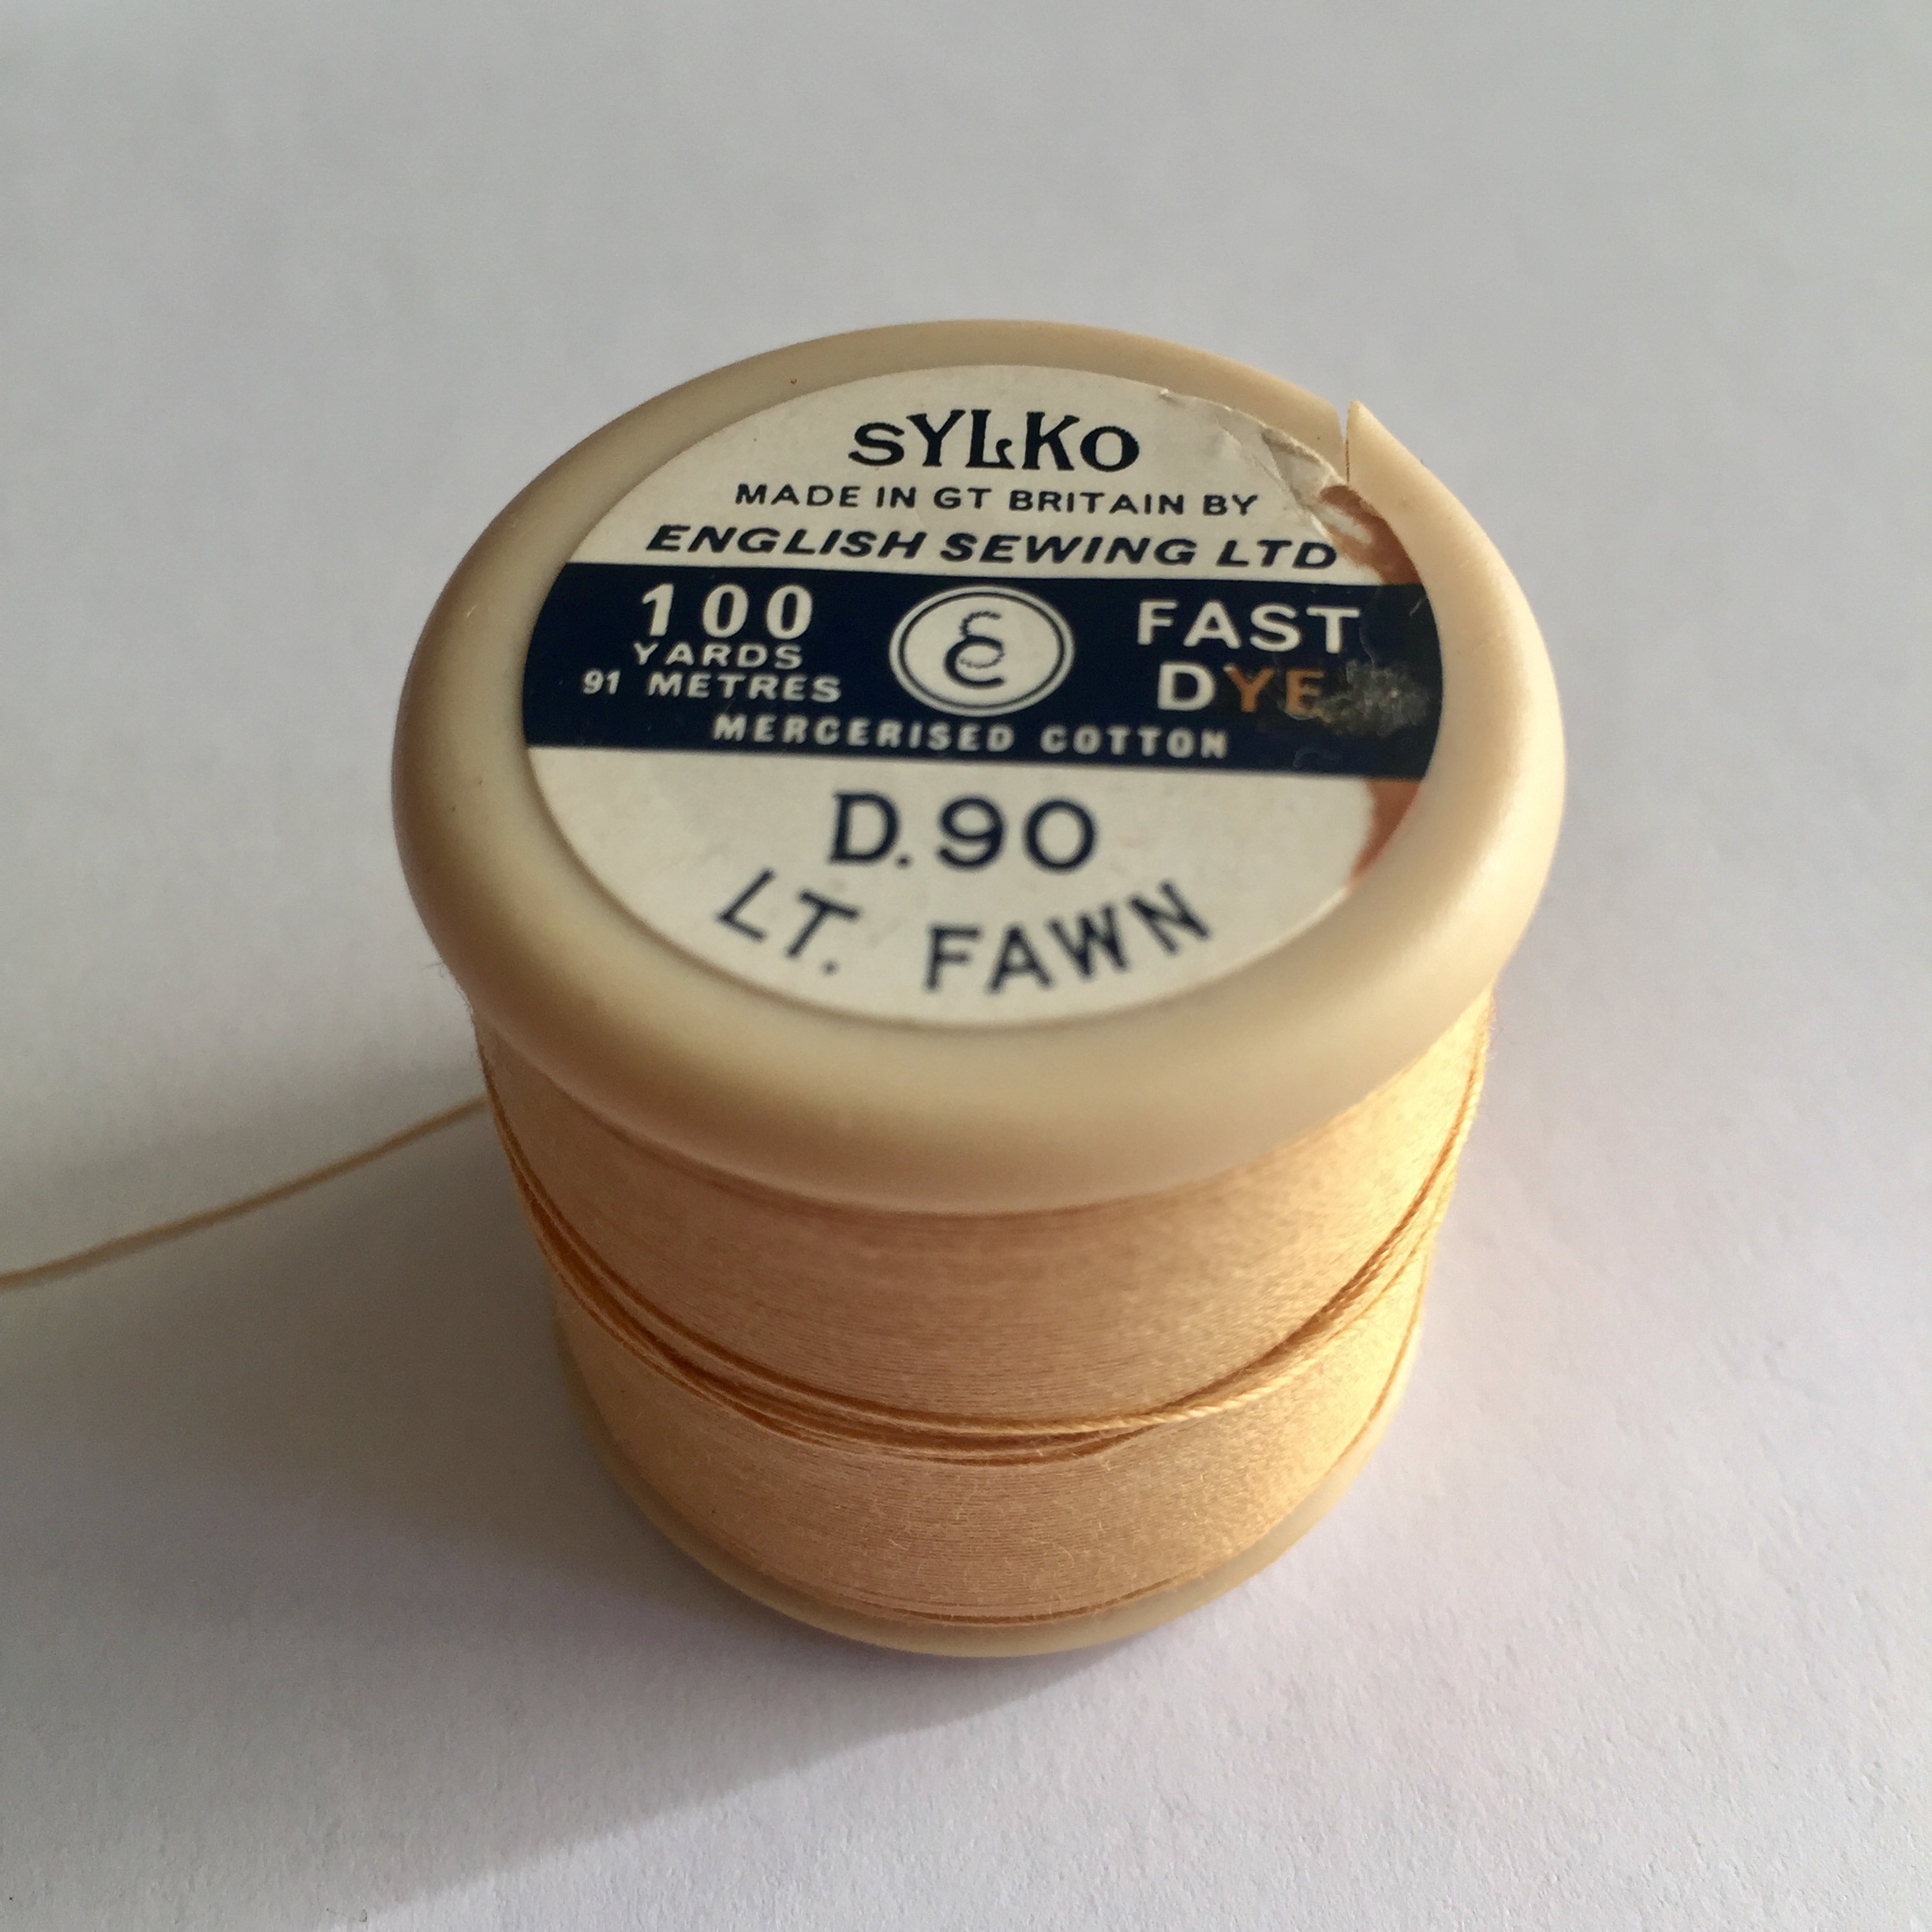 SYLKO
MADE IN GT BRITAIN BY
ENGLISH SEWING LTD
100
YARDS
91 METRES
FAST
DYE
MERCERISED COTTON
D.90
LT. FAWN